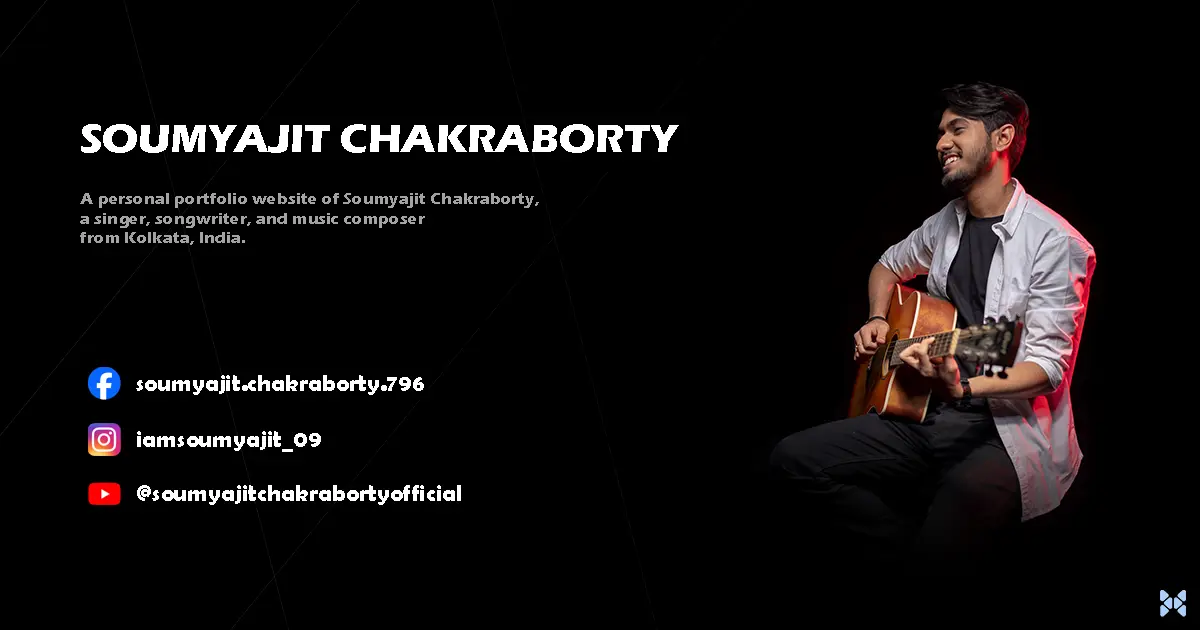 SOUMYAJIT CHAKRABORTY
A personal portfolio website of Soumyajit Chakraborty,
a singer, songwriter, and music composer
from Kolkata, India.
soumyajit.chakraborty.796
iamsoumyajit_09
@soumyajitchakrabortyofficial